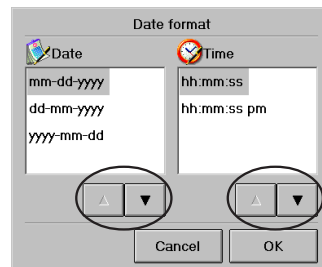 Date format
Date Time
mm-dd-yyyy hh:mm:ss
dd-mm-yyyy hh:mm:ss pm
yyyy-mm-dd
Cancel OK